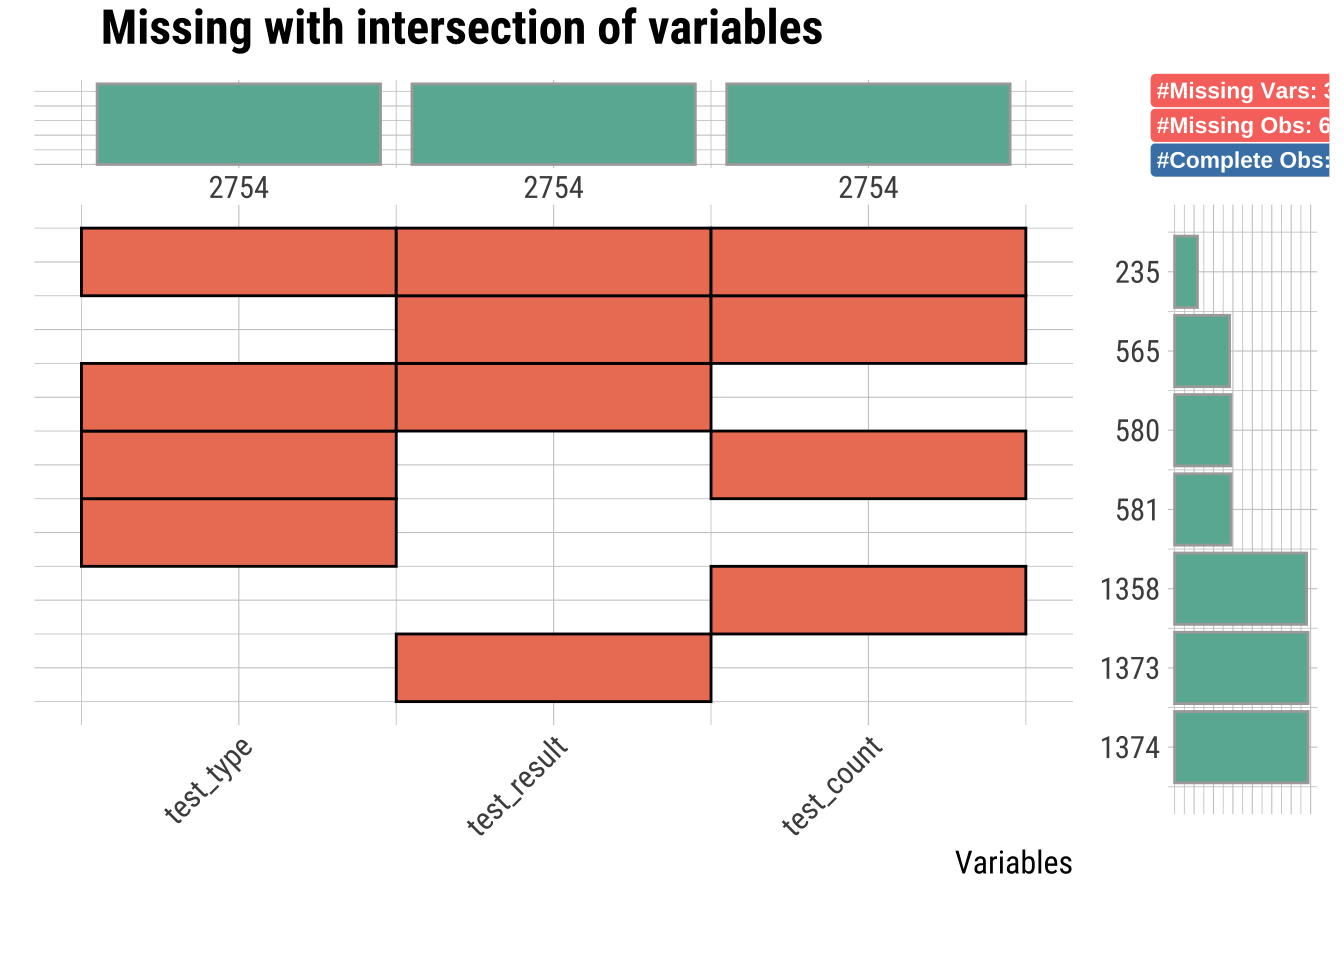 Missing with intersection of variables
#Missing Vars: 3
#Missing Obs: 6
#Complete Obs:
2754 2754 2754
235
565
580
581
1358
1373
1374
test_type test_result test_count
Variables